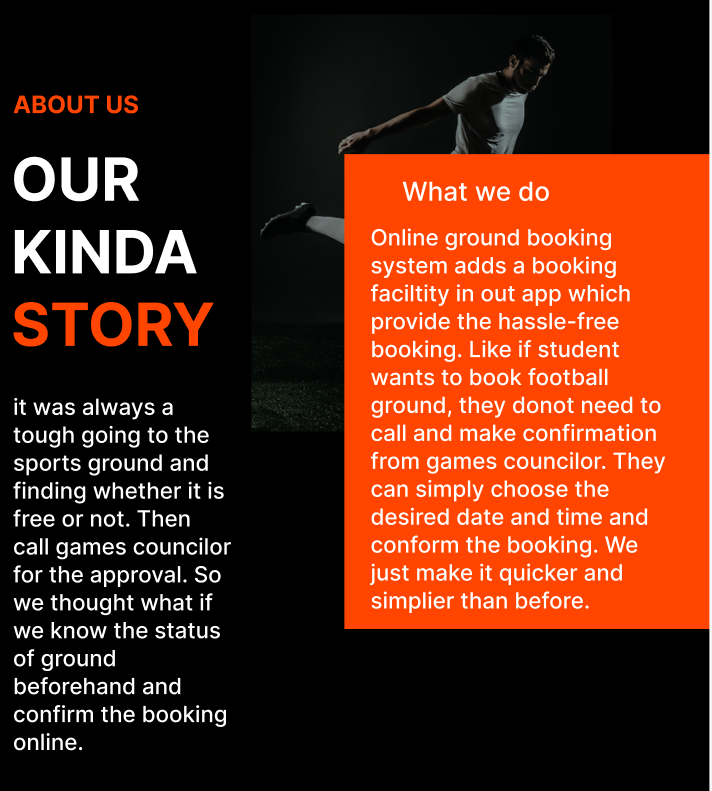 ABOUT US
OUR
KINDA
STORY
it was always a
tough going to the
sports ground and
finding whether it is
free or not. Then
call games councilor
for the approval. So
we thought what if
we know the status
of ground
beforehand and
confirm the booking
online.
What we do
Online ground booking
system adds a booking
faciltity in out app which
provide the hassle-free
booking. Like if student
wants to book football
ground, they donot need to
call and make confirmation
from games councilor. They
can simply choose the
desired date and time and
conform the booking. We
just make it quicker and
simplier than before.